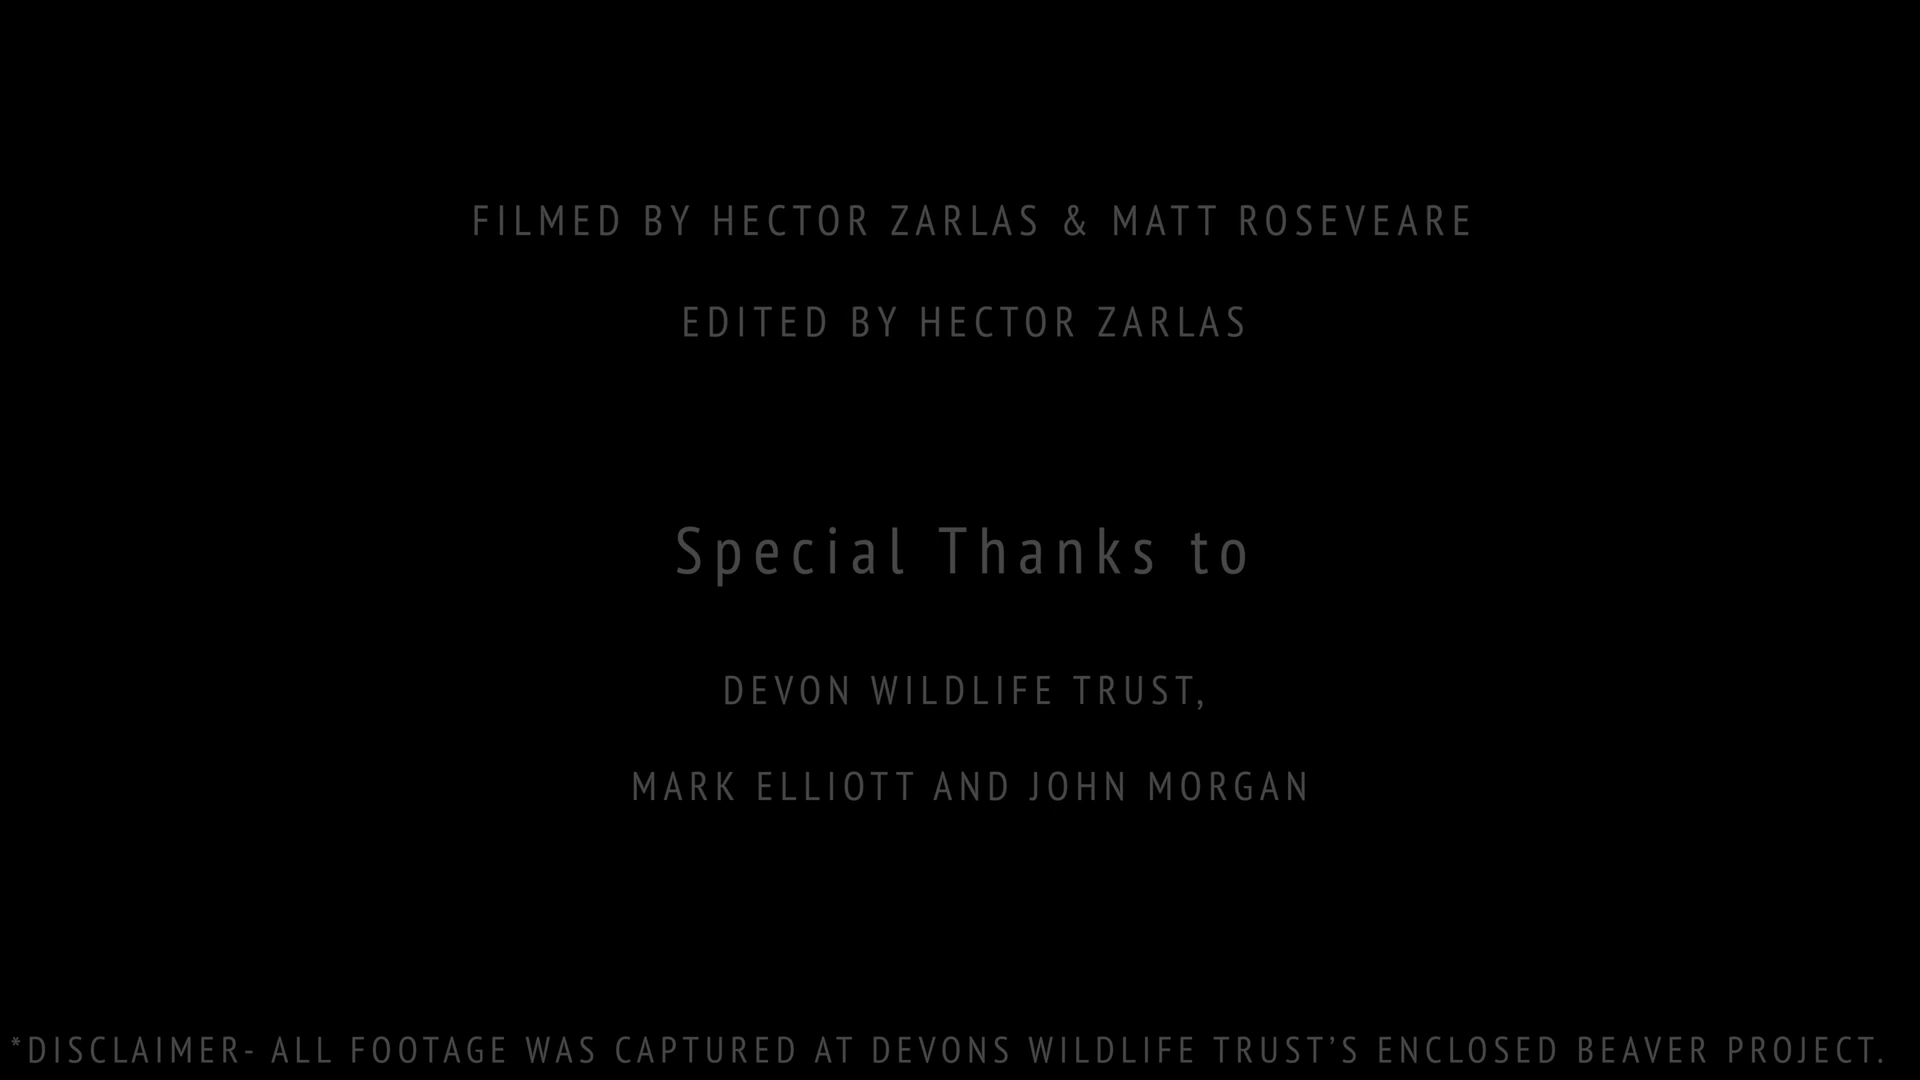 FILMED BY HECTOR ZARLAS & MATT ROSEVEARE
EDITED BY HECTOR ZARLAS
Special Thanks to
DEVON WILDLIFE TRUST,
MARK ELLIOTT AND JOHN MORGAN
*DISCLAIMER- ALL FOOTAGE WAS CAPTURED AT DEVONS WILDLIFE TRUST’S ENCLOSED BEAVER PROJECT.